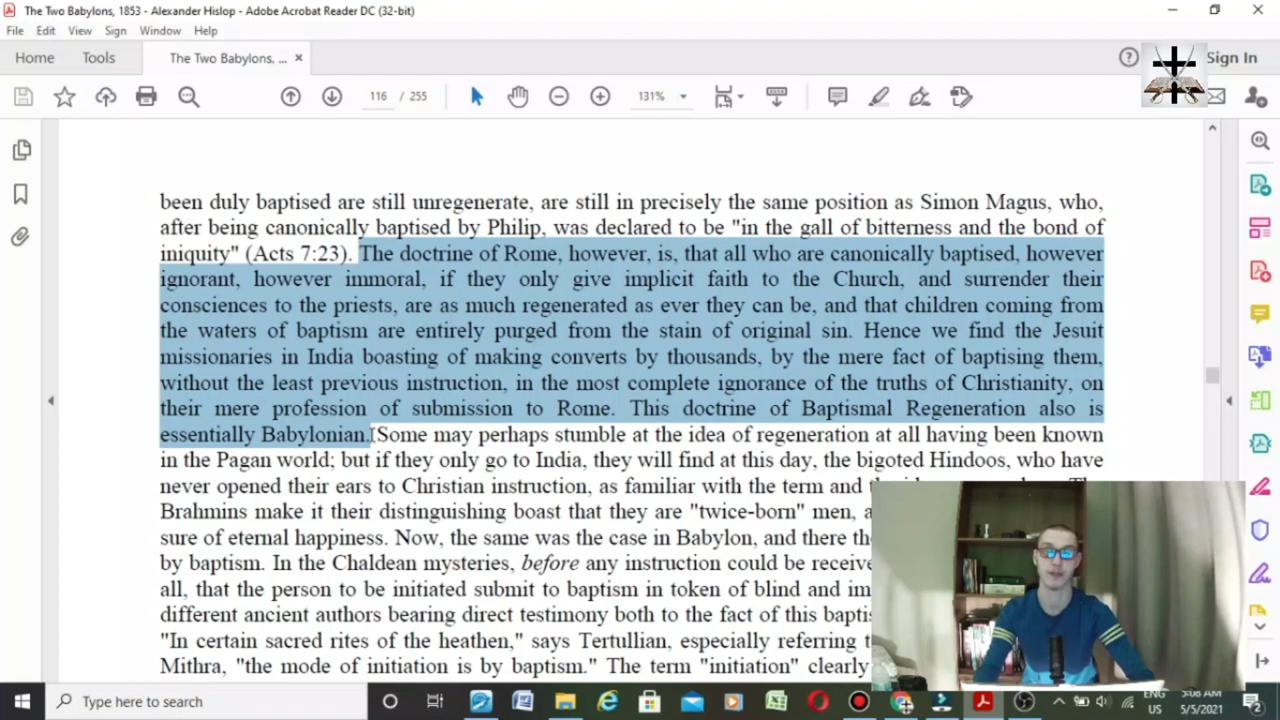 The Two Babylons, 1853 - Alexander Hislop - Adobe Acrobat Reader DC (32-bit)
File Edit View Sign Window Help
Home Tools The Two Babylons, ... × Sign In
116 / 255 131%
been duly baptised are still unregenerate, are still in precisely the same position as Simon Magus, who,
after being canonically baptised by Philip, was declared to be "in the gall of bitterness and the bond of
iniquity" (Acts 7:23). The doctrine of Rome, however, is, that all who are canonically baptised, however
ignorant, however immoral, if they only give implicit faith to the Church, and surrender their
consciences to the priests, are as much regenerated as ever they can be, and that children coming from
the waters of baptism are entirely purged from the stain of original sin. Hence we find the Jesuit
missionaries in India boasting of making converts by thousands, by the mere fact of baptising them,
without the least previous instruction, in the most complete ignorance of the truths of Christianity, on
their mere profession of submission to Rome. This doctrine of Baptismal Regeneration also is
essentially Babylonian. Some may perhaps stumble at the idea of regeneration at all having been known
in the Pagan world; but if they only go to India, they will find at this day, the bigoted Hindoos, who have
never opened their ears to Christian instruction, as familiar with the term and
Brahmins make it their distinguishing boast that they are "twice-born" men,
sure of eternal happiness. Now, the same was the case in Babylon, and there
by baptism. In the Chaldean mysteries, before any instruction could be
all, that the person to be initiated submit to baptism in token of blind and
different ancient authors bearing direct testimony both to the fact of this
"In certain sacred rites of the heathen," says Tertullian, especially referring
Mithra, "the mode of initiation is by baptism." The term "initiation" clearly
Type here to search
ENG 5:08 AM
US 5/5/2021
2